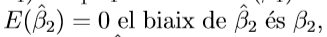 E(β̂₂) = 0 el biaix de β̂₂ és β₂,